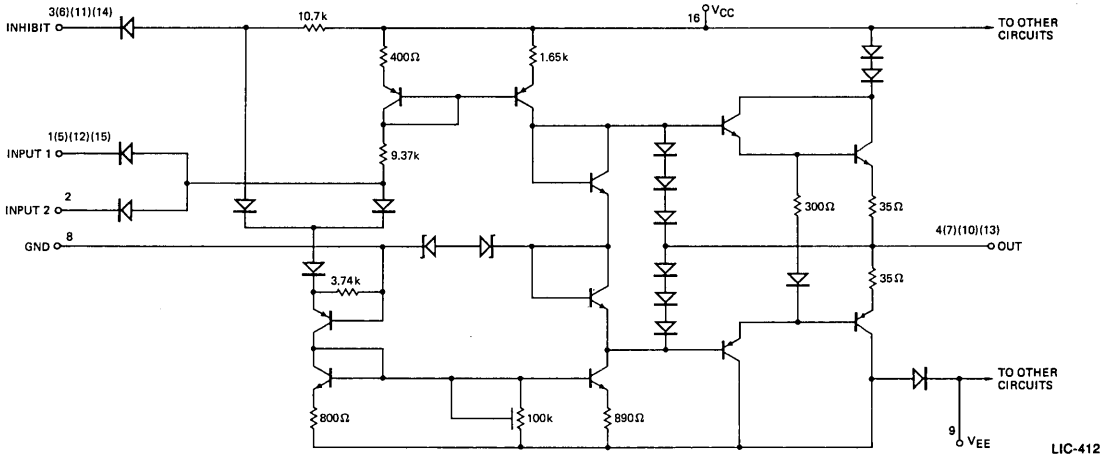 3(6)(11)(14)
INHIBIT
10.7k
16
VCC
TO OTHER
CIRCUITS
400Ω
1.65k
1(5)(12)(15)
INPUT 1
9.37k
2
INPUT 2
300Ω
35Ω
8
GND
4(7)(10)(13)
OUT
3.74k
35Ω
TO OTHER
CIRCUITS
800Ω
100k
890Ω
9
VEE
LIC-412